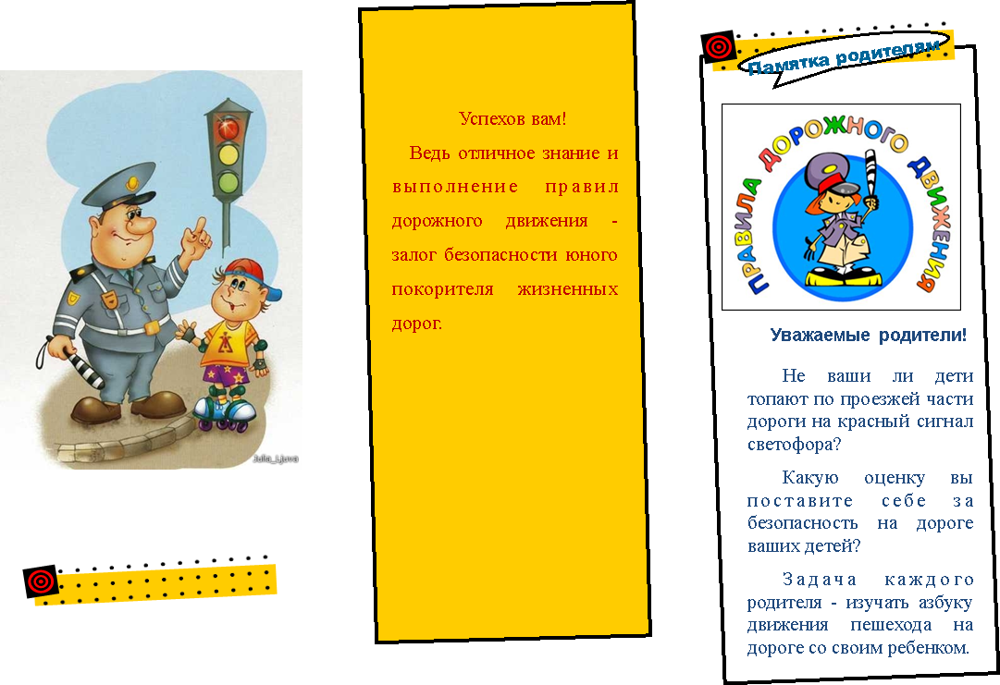 Julia_Ljuva
Успехов вам!
Ведь отличное знание и
выполнение правил
дорожного движения -
залог безопасности юного
покорителя жизненных
дорог.
Памятка родителям
ПРАВИЛА ДОРОЖНОГО ДВИЖЕНИЯ
Уважаемые родители!
Не ваши ли дети
топают по проезжей части
дороги на красный сигнал
светофора?
Какую оценку вы
поставите себе за
безопасность на дороге
ваших детей?
Задача каждого
родителя - изучать азбуку
движения пешехода на
дороге со своим ребенком.